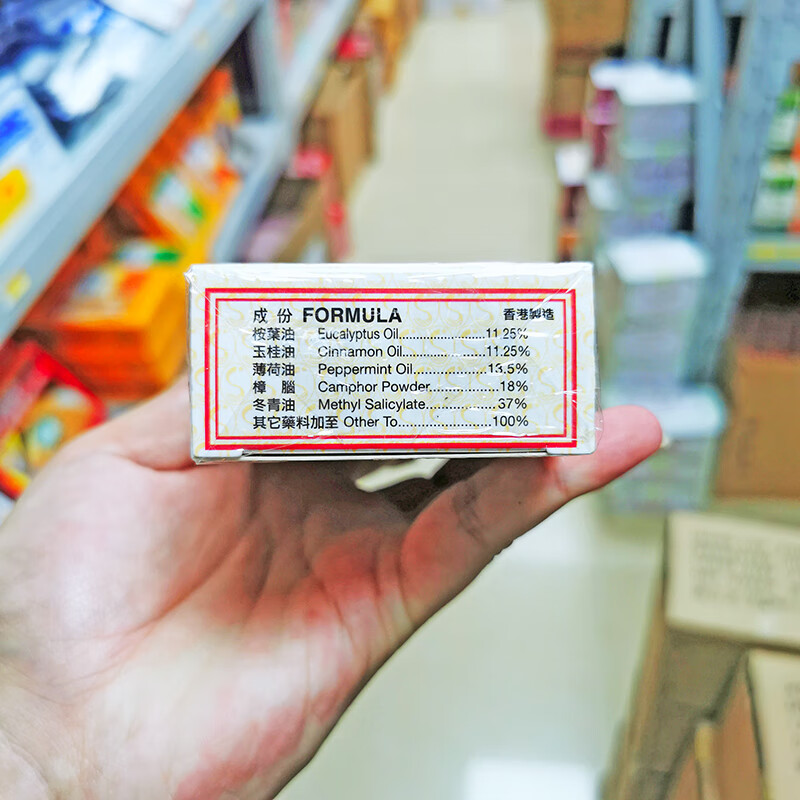 成份 FORMULA 香港製造
桉葉油 Eucalyptus Oil......................11.25%
玉桂油 Cinnamon Oil.....................11.25%
薄荷油 Peppermint Oil...................13.5%
樟腦 Camphor Powder.................18%
冬青油 Methyl Salicylate..................37%
其它藥料加至 Other To........................100%